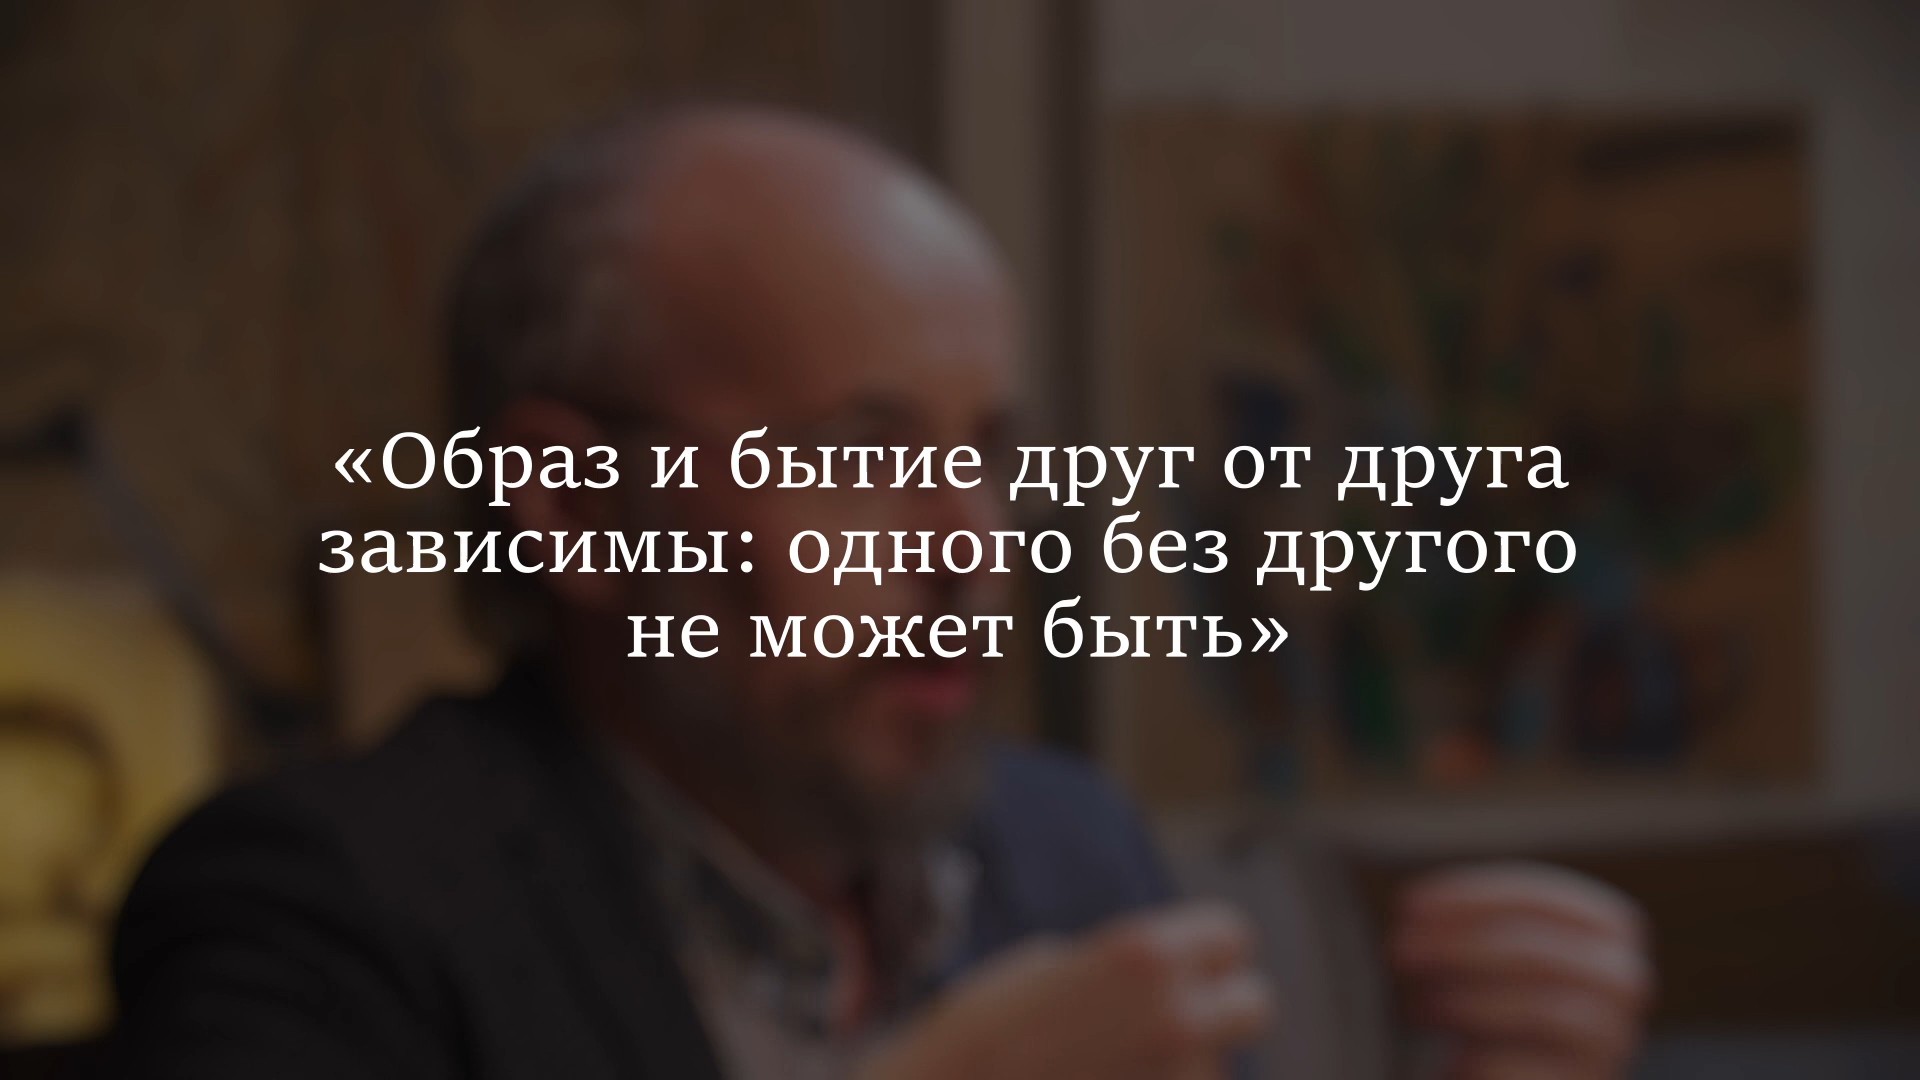 «Образ и бытие друг от друга
зависимы: одного без другого
не может быть»